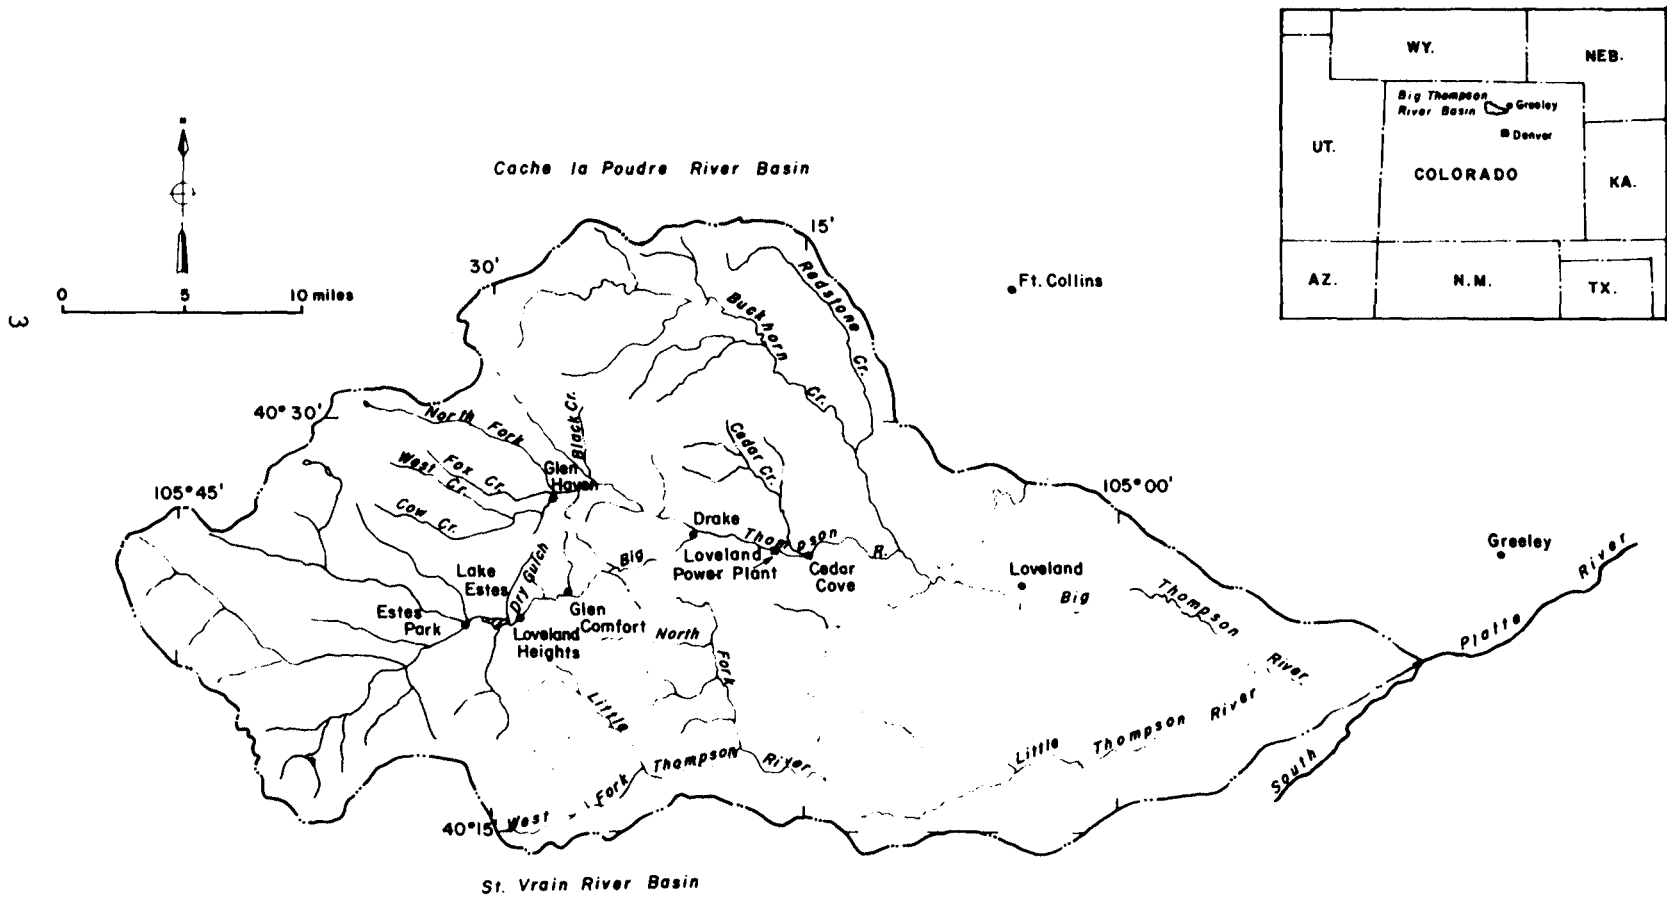 WY.
NEB.
Big Thompson
River Basin
Greeley
Denver
UT.
COLORADO
KA.
AZ.
N.M.
TX.
Cache la Poudre River Basin
15'
30'
Ft. Collins
0 5 10 miles
3
Redstone Cr.
Buckhorn Cr.
40° 30'
North Fork
Black Cr.
Cedar Cr.
Fox Cr.
West Cr.
Glen
Haven
105° 45'
105° 00'
Cow Cr.
Drake
Big Thompson R.
Loveland
Power Plant
Cedar
Cove
Greeley
Lake
Estes
Dry Gulch
Loveland
Big Thompson River
Estes
Park
Glen
Comfort
Loveland
Heights
North Fork
South Platte River
Little
West Fork Thompson River
Little Thompson River
40° 15'
St. Vrain River Basin